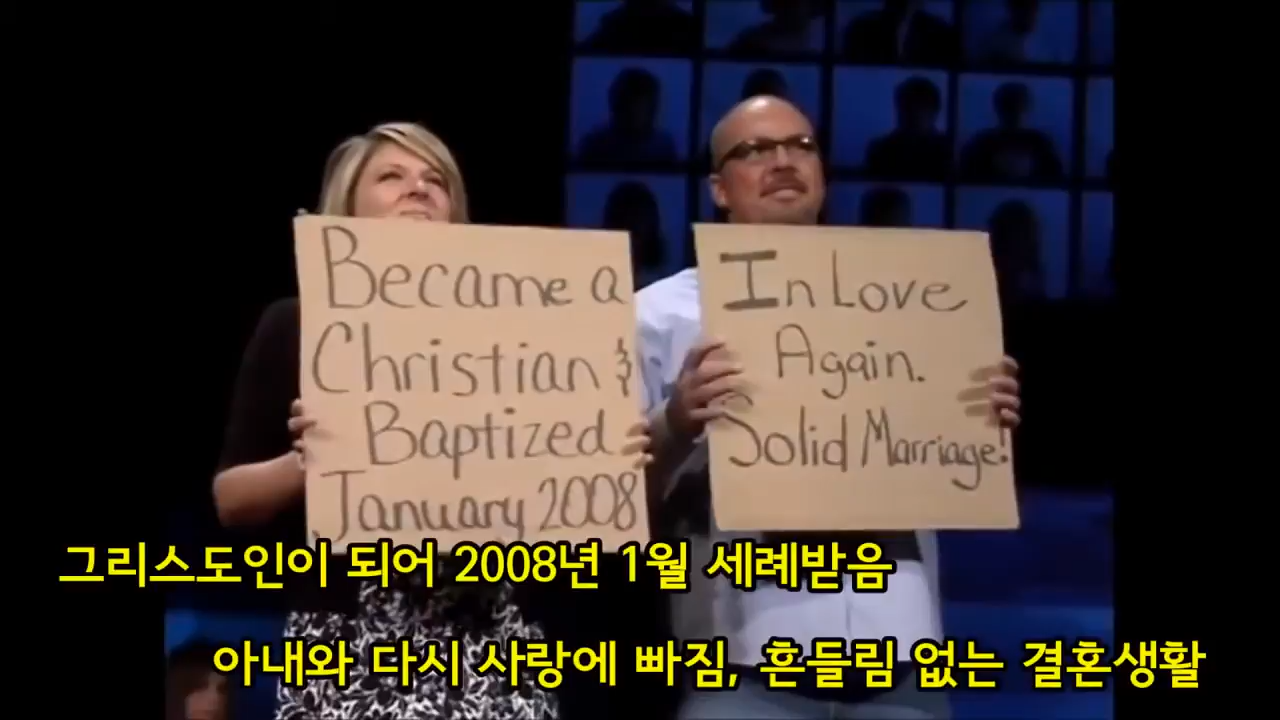 Became a
Christian &
Baptized
January 2008
In Love
Again.
Solid Marriage!
그리스도인이 되어 2008년 1월 세례받음
아내와 다시 사랑에 빠짐, 흔들림 없는 결혼생활